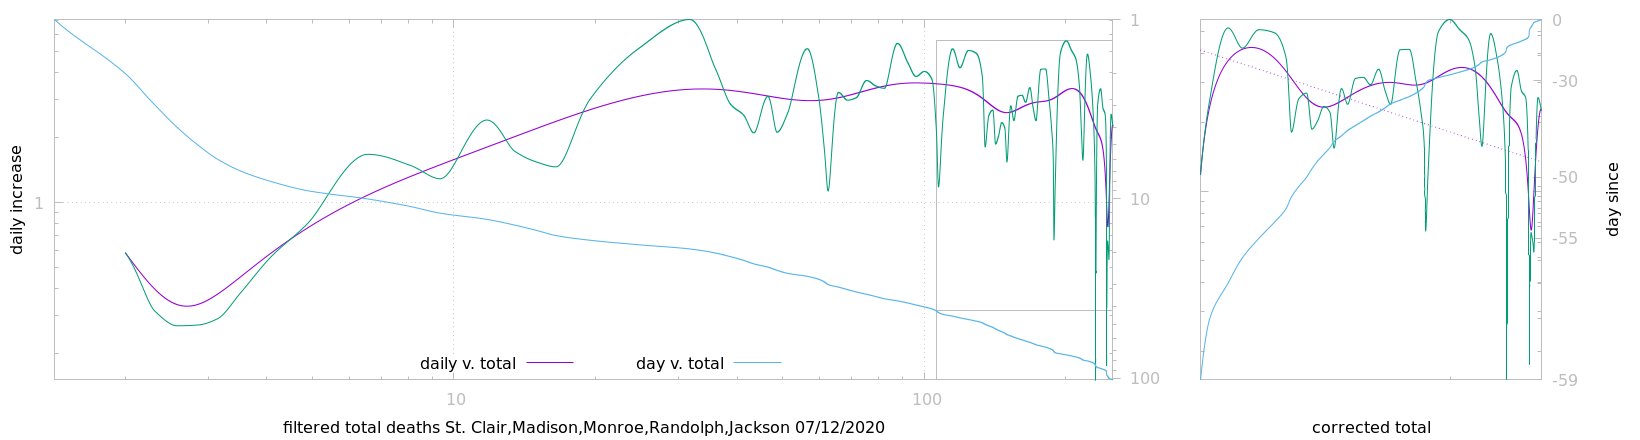 1
0
-30
daily increase
day since
-50
1
10
-55
daily v. total
day v. total
100
-59
10
100
filtered total deaths St. Clair,Madison,Monroe,Randolph,Jackson 07/12/2020
corrected total